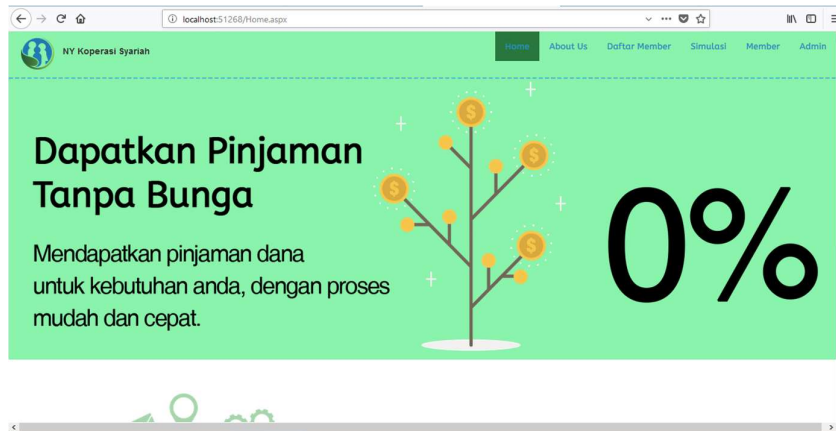 localhost:51268/Home.aspx
NY Koperasi Syariah
Home About Us Daftar Member Simulasi Member Admin
Dapatkan Pinjaman
Tanpa Bunga
Mendapatkan pinjaman dana
untuk kebutuhan anda, dengan proses
mudah dan cepat.
$
$
$
$
0%